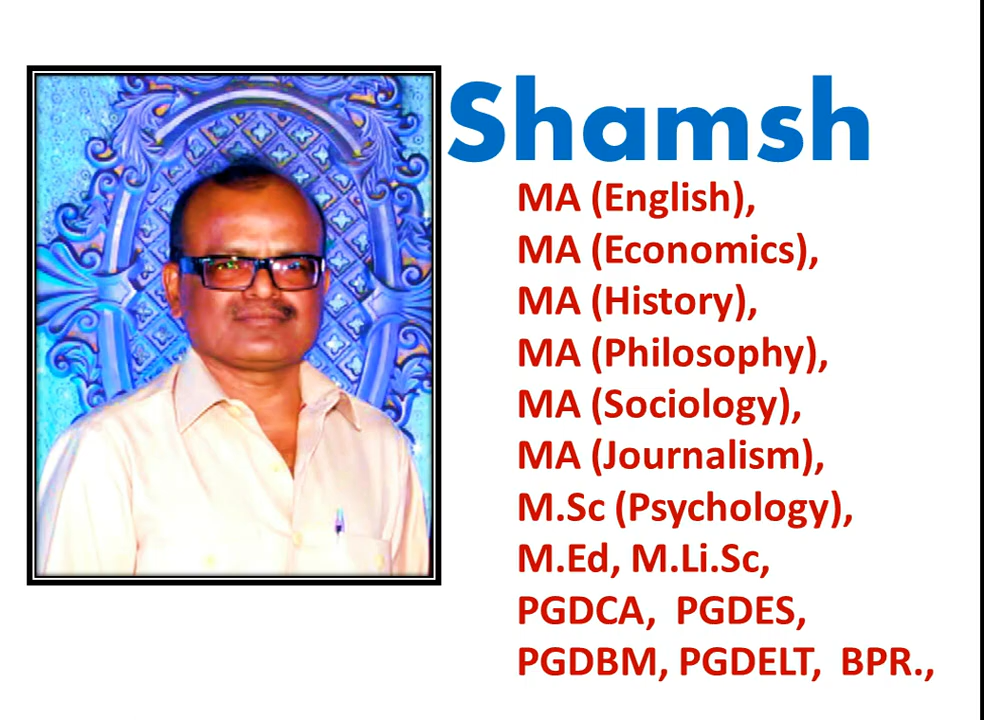 Shamsh
MA (English),
MA (Economics),
MA (History),
MA (Philosophy),
MA (Sociology),
MA (Journalism),
M.Sc (Psychology),
M.Ed, M.Li.Sc,
PGDCA, PGDES,
PGDBM, PGDELT, BPR.,